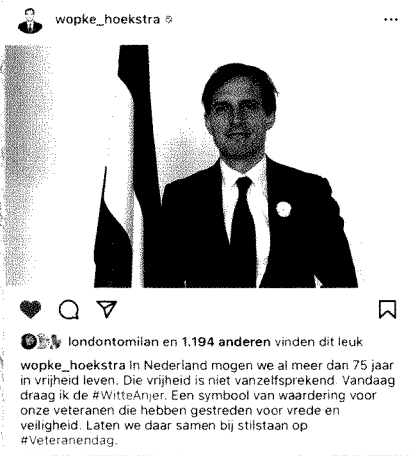 wopke_hoekstra
londontomilan en 1.194 anderen vinden dit leuk
wopke_hoekstra In Nederland mogen we al meer dan 75 jaar
in vrijheid leven. Die vrijheid is niet vanzelfsprekend. Vandaag
draag ik de #WitteAnjer. Een symbool van waardering voor
onze veteranen die hebben gestreden voor vrede en
veiligheid. Laten we daar samen bij stilstaan op
#Veteranendag.